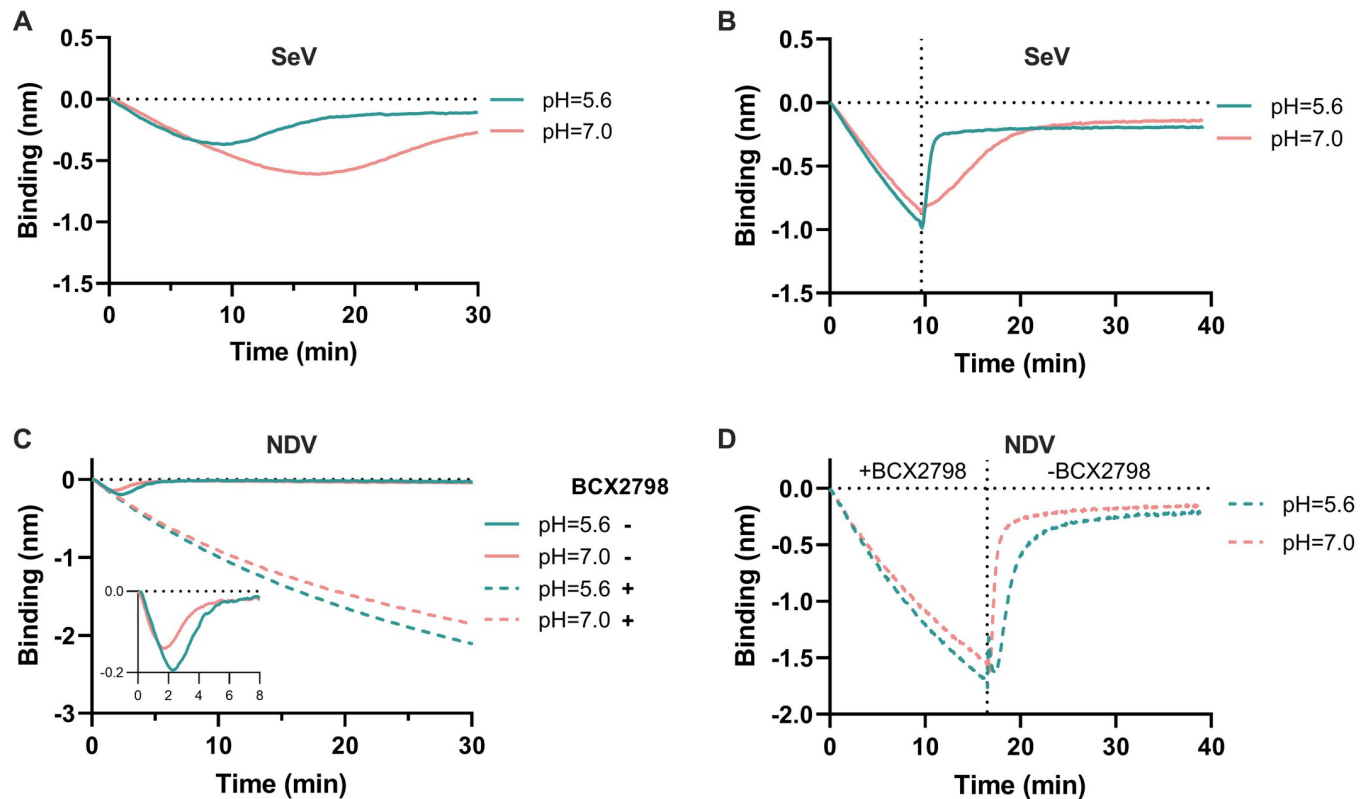 A
SeV
0.5
0.0
-0.5
-1.0
-1.5
Binding (nm)
0 10 20 30
Time (min)
pH=5.6
pH=7.0
B
SeV
0.5
0.0
-0.5
-1.0
-1.5
Binding (nm)
0 10 20 30 40
Time (min)
pH=5.6
pH=7.0
C
NDV
0
-1
-2
-3
Binding (nm)
0.0
-0.2
0 2 4 6 8
0 10 20 30
Time (min)
BCX2798
pH=5.6 -
pH=7.0 -
pH=5.6 +
pH=7.0 +
D
NDV
+BCX2798 -BCX2798
0.0
-0.5
-1.0
-1.5
-2.0
Binding (nm)
0 10 20 30 40
Time (min)
pH=5.6
pH=7.0